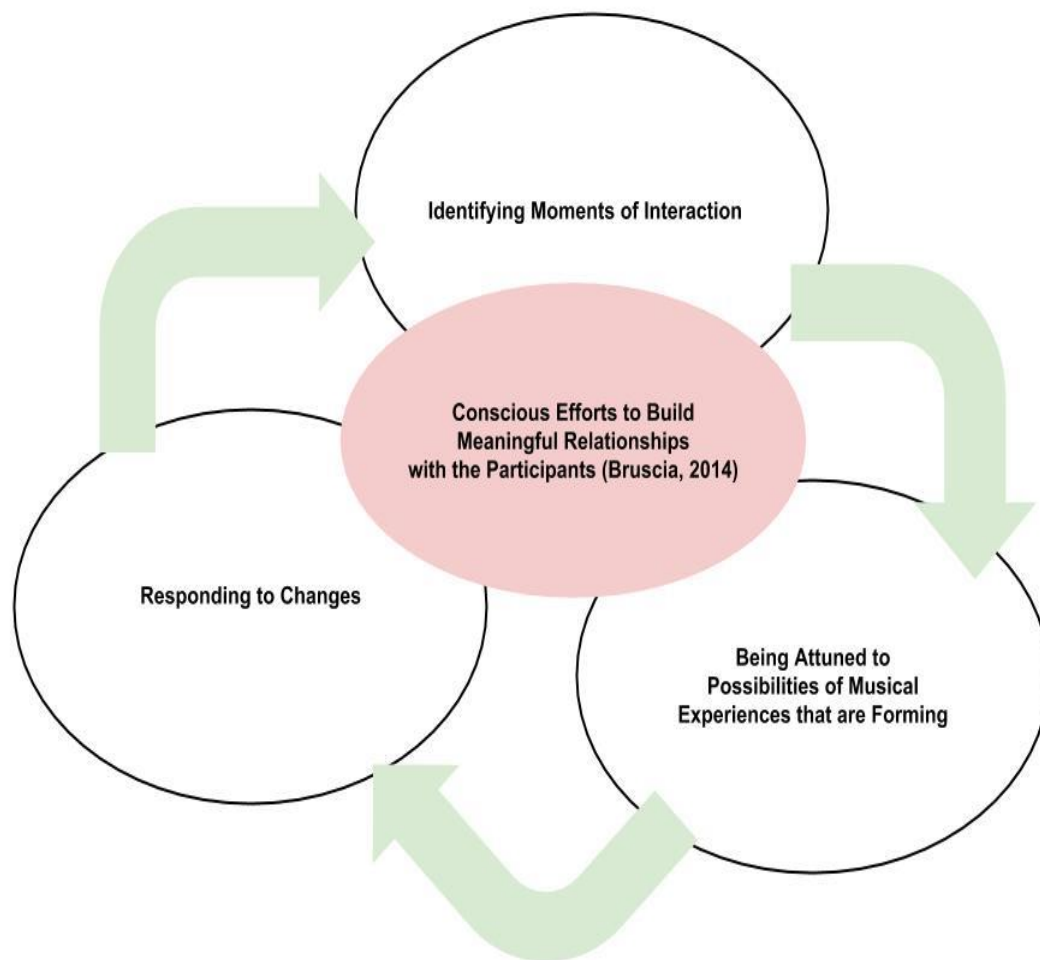 Identifying Moments of Interaction
Conscious Efforts to Build
Meaningful Relationships
with the Participants (Bruscia, 2014)
Responding to Changes
Being Attuned to
Possibilities of Musical
Experiences that are Forming